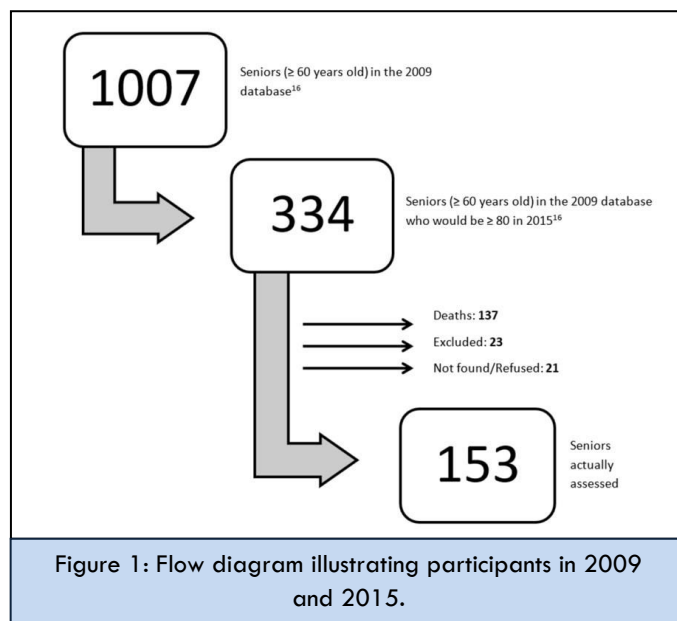 1007
Seniors (≥ 60 years old) in the 2009
database¹⁶
334
Seniors (≥ 60 years old) in the 2009 database
who would be ≥ 80 in 2015¹⁶
Deaths: 137
Excluded: 23
Not found/Refused: 21
153
Seniors
actually
assessed
Figure 1: Flow diagram illustrating participants in 2009
and 2015.